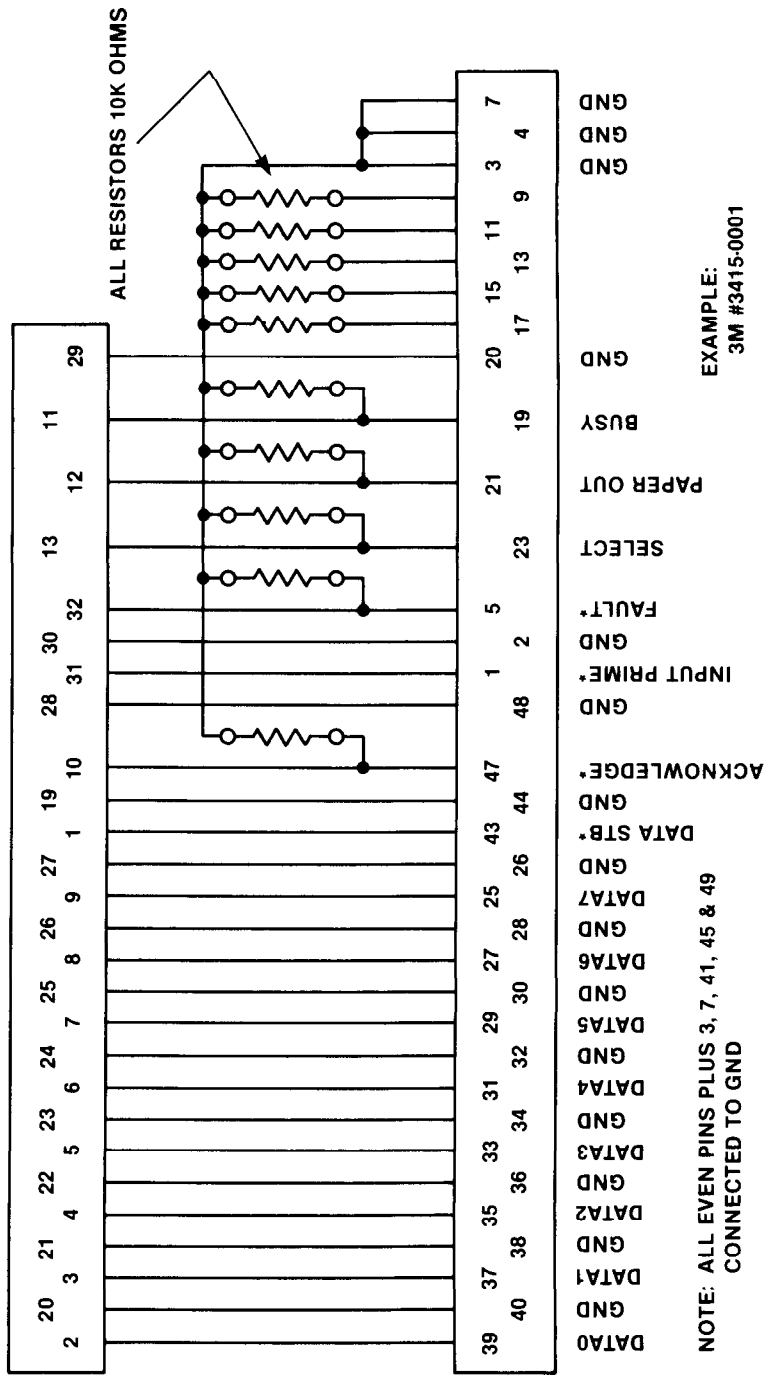 ALL RESISTORS 10K OHMS
2 20 3 21 4 22 5 23 6 24 7 25 8 26 9 27 1 19 10 28 31 30 32 13 12 11 29
39 40 37 38 35 36 33 34 31 32 29 30 27 28 25 26 43 44 47 48 1 2 5 23 21 19 20 17 15 13 11 9 3 4 7
DATA0
GND
DATA1
GND
DATA2
GND
DATA3
GND
DATA4
GND
DATA5
GND
DATA6
GND
DATA7
GND
DATA STB*
GND
ACKNOWLEDGE*
GND
INPUT PRIME*
GND
FAULT*
SELECT
PAPER OUT
BUSY
GND
GND
GND
GND
NOTE: ALL EVEN PINS PLUS 3, 7, 41, 45 & 49
CONNECTED TO GND
EXAMPLE:
3M #3415-0001